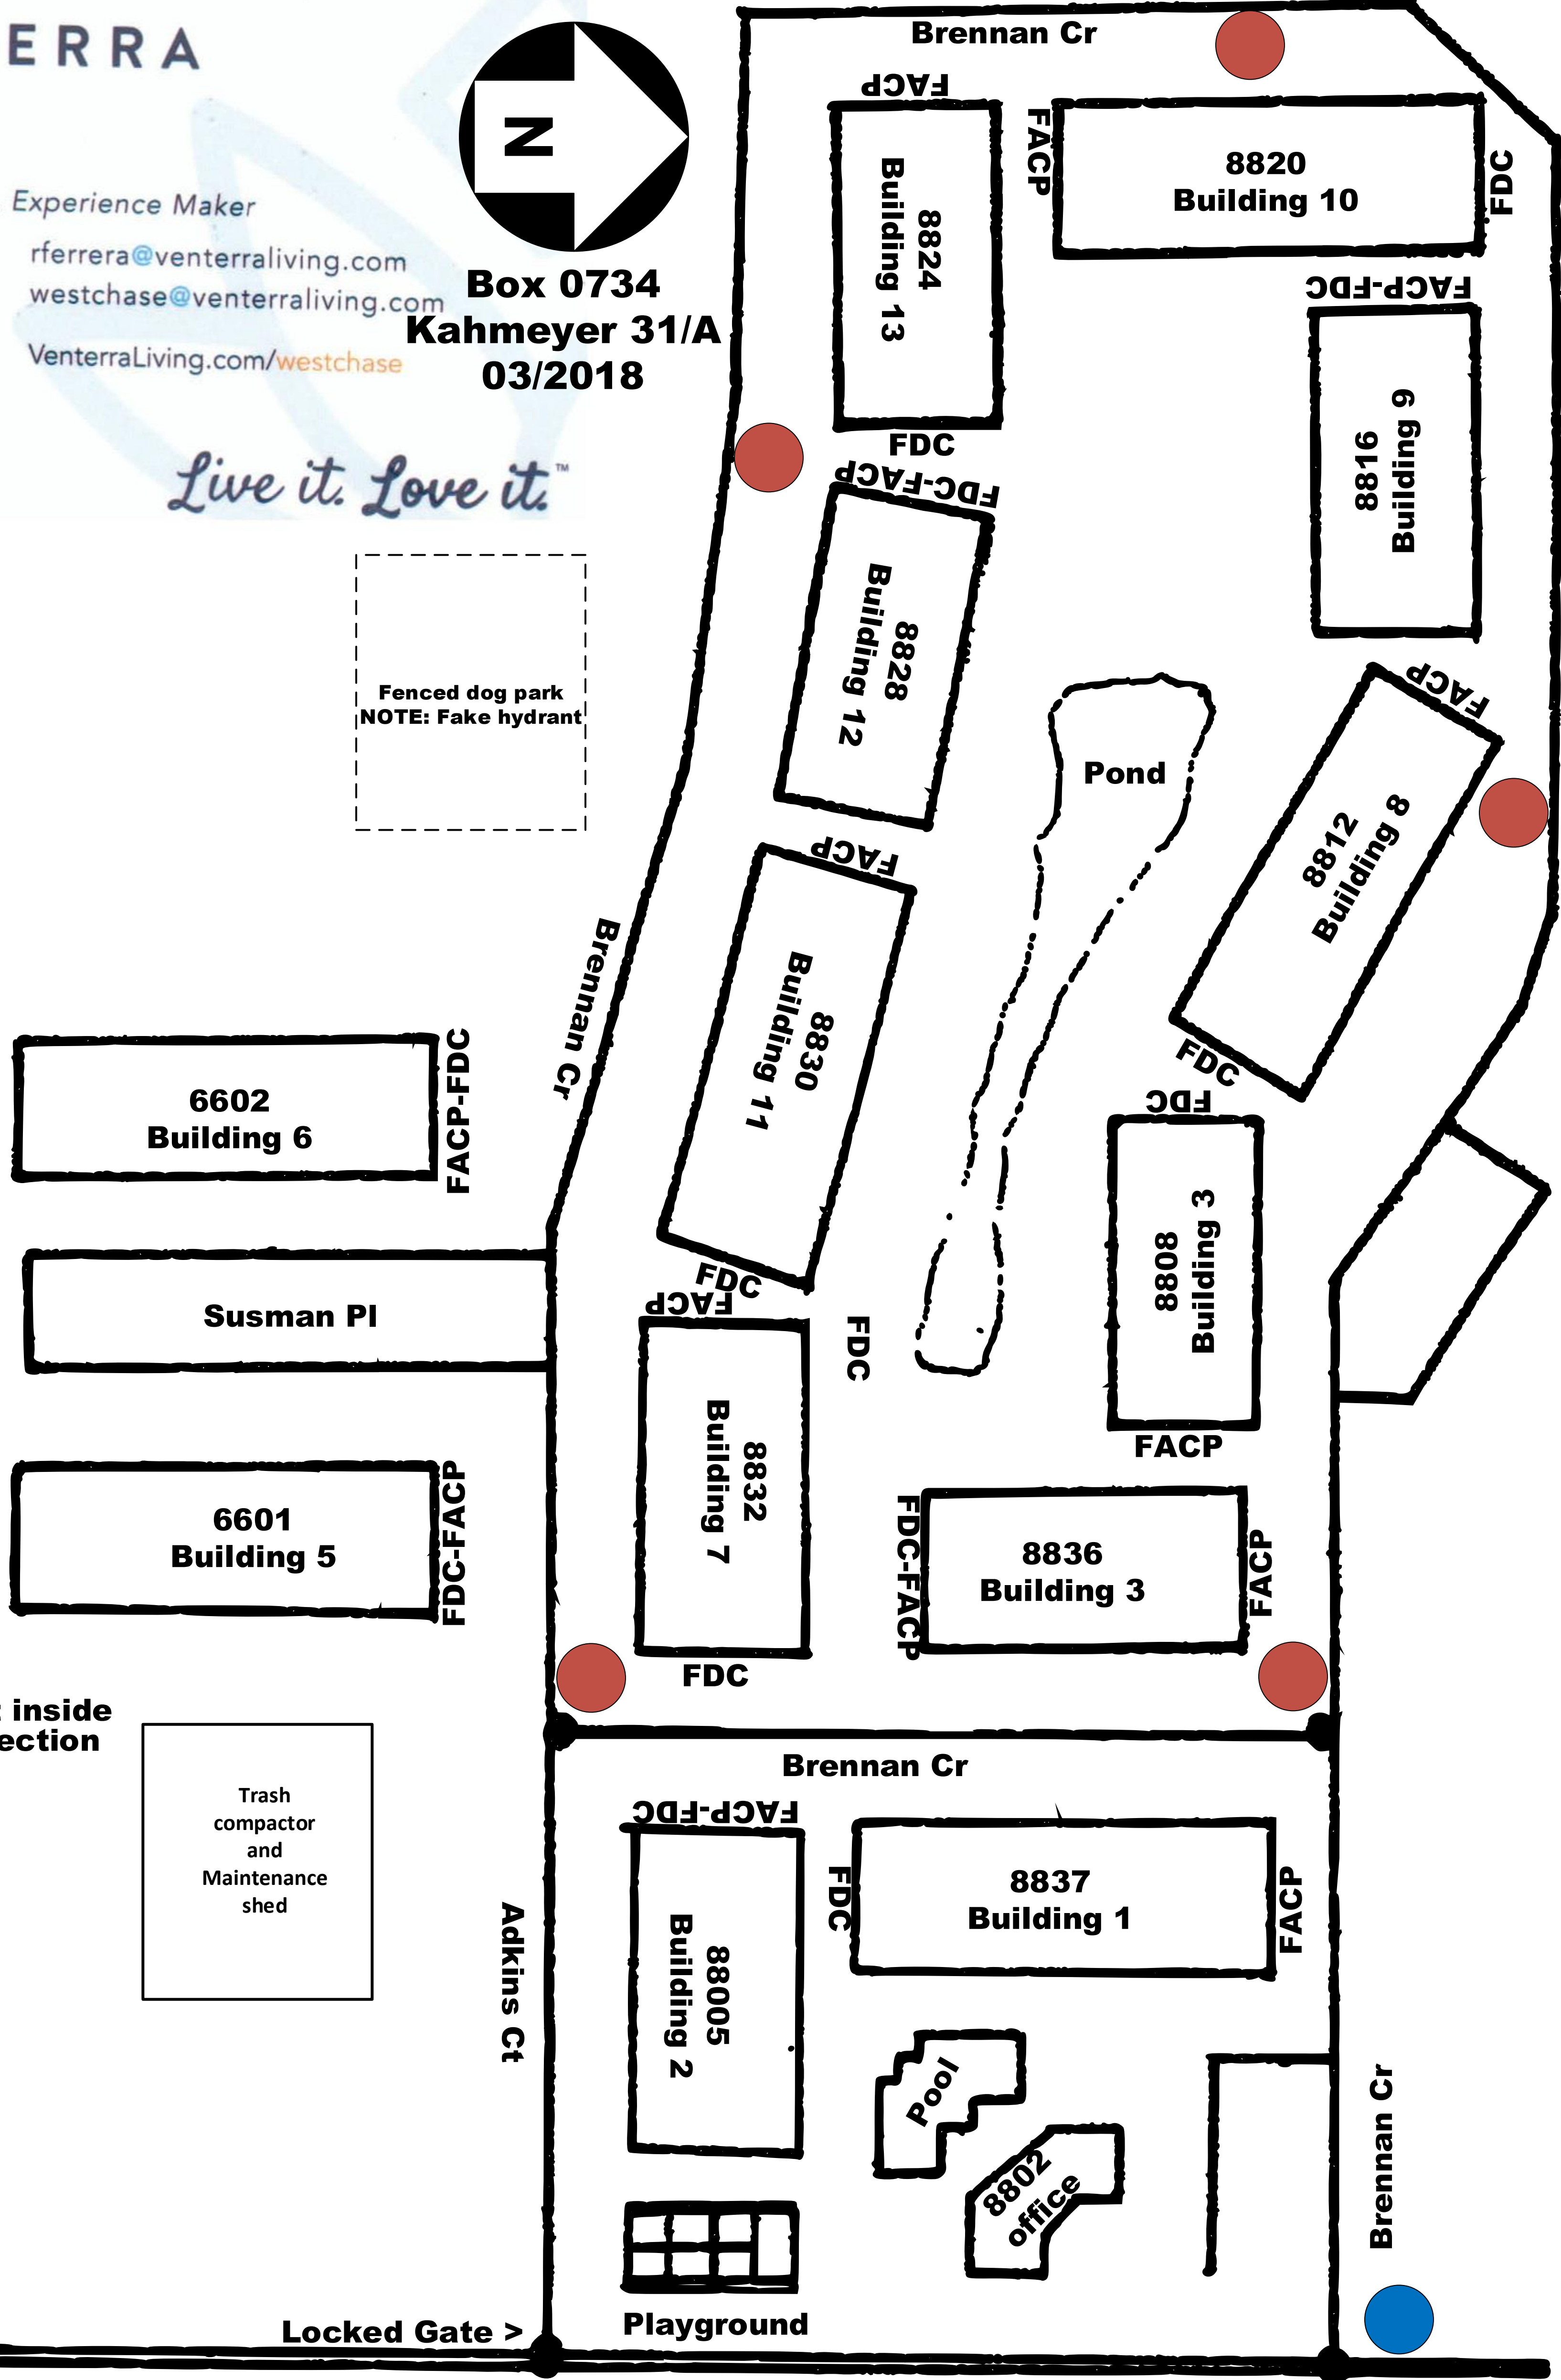 ERRA
Experience Maker
rferrera@venterraliving.com
westchase@venterraliving.com
VenterraLiving.com/westchase
Live it. Love it.™
N
Box 0734
Kahmeyer 31/A
03/2018
Brennan Cr
FACP
8824
Building 13
FDC
FACP
8820
Building 10
FDC
FACP-FDC
8816
Building 9
FDC-FACP
8828
Building 12
Fenced dog park
NOTE: Fake hydrant
Pond
FACP
8812
Building 8
FDC
FACP
8830
Building 11
FDC
Brennan Cr
6602
Building 6
FACP-FDC
Susman Pl
FDC
8808
Building 3
FACP
FACP
FDC
8832
Building 7
FDC
6601
Building 5
FDC-FACP
FDC-FACP
8836
Building 3
FACP
t inside
ection
Trash
compactor
and
Maintenance
shed
Brennan Cr
FACP-FDC
88005
Building 2
FDC
8837
Building 1
FACP
Adkins Ct
Pool
8802
office
Brennan Cr
Playground
Locked Gate >